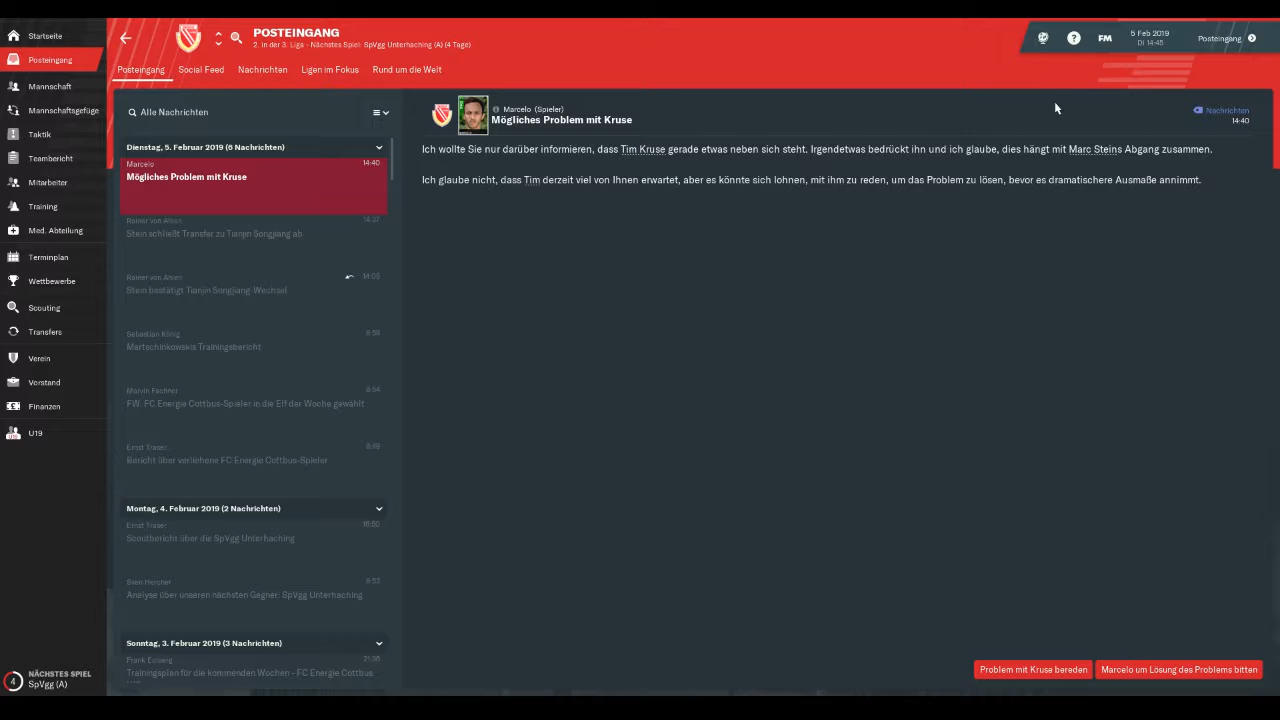 Startseite
Posteingang
Mannschaft
Mannschaftsgefüge
Taktik
Teambericht
Mitarbeiter
Training
Med. Abteilung
Terminplan
Wettbewerbe
Scouting
Transfers
Verein
Vorstand
Finanzen
U19
U19
4
NÄCHSTES SPIEL
SpVgg (A)
POSTEINGANG
2. in der 3. Liga - Nächstes Spiel: SpVgg Unterhaching (A) (4 Tage)
?
FM
5 Feb 2019
DI 14:45
Posteingang
Posteingang
Social Feed
Nachrichten
Ligen im Fokus
Rund um die Welt
Alle Nachrichten
Dienstag, 5. Februar 2019 (6 Nachrichten)
Marcelo 14:40
Mögliches Problem mit Kruse
Rainer von Ahlen 14:37
Stein schließt Transfer zu Tianjin Songjiang ab
Rainer von Ahlen 14:05
Stein bestätigt Tianjin Songjiang-Wechsel
Sebastian König 8:58
Martschinkowskis Trainingsbericht
Marvin Fachner 8:54
FW. FC Energie Cottbus-Spieler in die Elf der Woche gewählt
Ernst Traser 8:49
Bericht über verliehene FC Energie Cottbus-Spieler
Montag, 4. Februar 2019 (2 Nachrichten)
Ernst Traser 16:50
Scoutbericht über die SpVgg Unterhaching
Sven Hercher 8:53
Analyse über unseren nächsten Gegner: SpVgg Unterhaching
Sonntag, 3. Februar 2019 (3 Nachrichten)
Frank 21:36
Trainingsplan für die kommenden Wochen - FC Energie Cottbus
Marcelo (Spieler)
Mögliches Problem mit Kruse
Nachrichten
14:40
Ich wollte Sie nur darüber informieren, dass Tim Kruse gerade etwas neben sich steht. Irgendetwas bedrückt ihn und ich glaube, dies hängt mit Marc Steins Abgang zusammen.
Ich glaube nicht, dass Tim derzeit viel von Ihnen erwartet, aber es könnte sich lohnen, mit ihm zu reden, um das Problem zu lösen, bevor es dramatischere Ausmaße annimmt.
Problem mit Kruse bereden
Marcelo um Lösung des Problems bitten